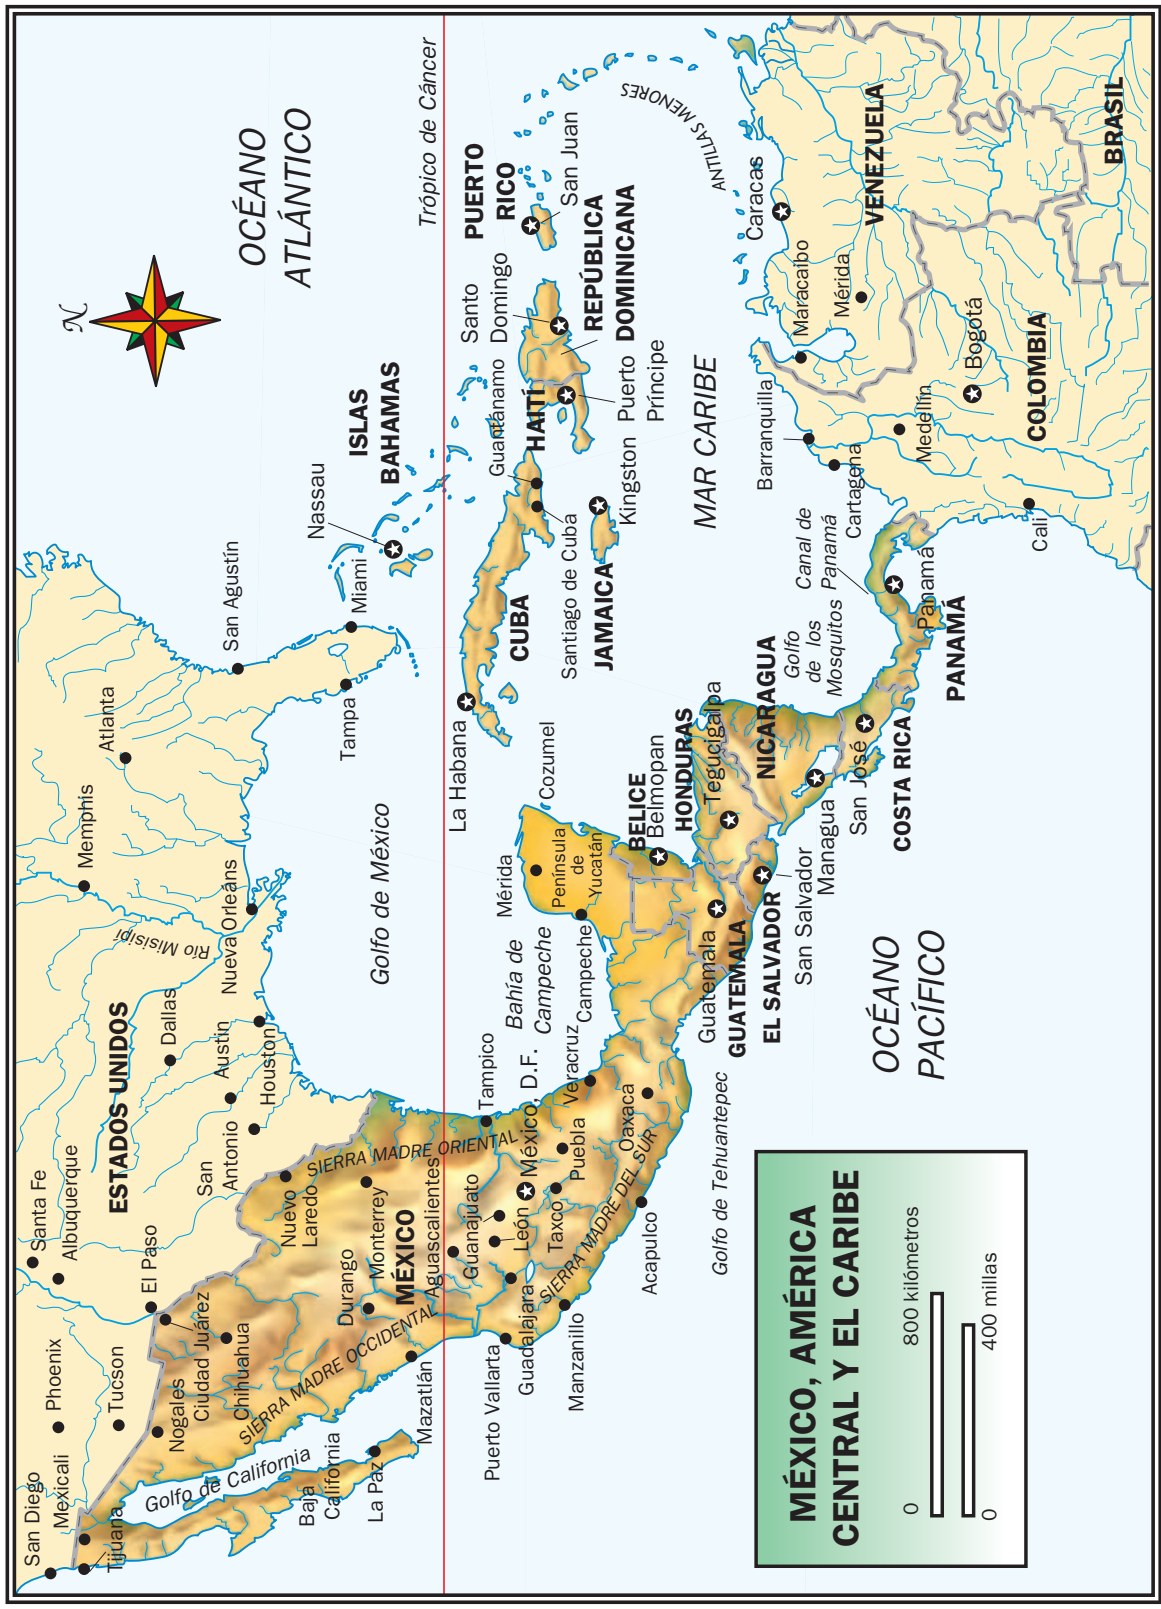 MÉXICO, AMÉRICA
CENTRAL Y EL CARIBE
0
800 kilómetros
0
400 millas
N
OCÉANO
ATLÁNTICO
Trópico de Cáncer
ESTADOS UNIDOS
San Diego
Phoenix
Tucson
Santa Fe
Albuquerque
El Paso
San
Antonio
Austin
Houston
Dallas
Río Misisipí
Nueva Orleáns
Memphis
Atlanta
San Agustín
Tampa
Miami
MÉXICO
Tijuana
Mexicali
Nogales
Ciudad Juárez
Chihuahua
Golfo de California
Baja
California
La Paz
SIERRA MADRE OCCIDENTAL
SIERRA MADRE ORIENTAL
SIERRA MADRE DEL SUR
Nuevo
Laredo
Monterrey
Durango
Mazatlán
Aguascalientes
Guanajuato
León
Puerto Vallarta
Guadalajara
Manzanillo
Tampico
México, D.F.
Taxco
Puebla
Veracruz
Oaxaca
Acapulco
Golfo de Tehuantepec
Golfo de México
Bahía de
Campeche
Campeche
Mérida
Península
de
Yucatán
Cozumel
BELICE
Belmopan
GUATEMALA
Guatemala
EL SALVADOR
San Salvador
HONDURAS
Tegucigalpa
NICARAGUA
Managua
COSTA RICA
San José
PANAMÁ
Panamá
Canal de
Panamá
Golfo
de los
Mosquitos
OCÉANO
PACÍFICO
MAR CARIBE
ISLAS
BAHAMAS
Nassau
CUBA
La Habana
Santiago de Cuba
Guantánamo
JAMAICA
Kingston
HAITÍ
Puerto
Príncipe
REPÚBLICA
DOMINICANA
Santo
Domingo
PUERTO
RICO
San Juan
ANTILLAS MENORES
VENEZUELA
Caracas
Maracaibo
Mérida
COLOMBIA
Barranquilla
Cartagena
Medellín
Bogotá
Cali
BRASIL